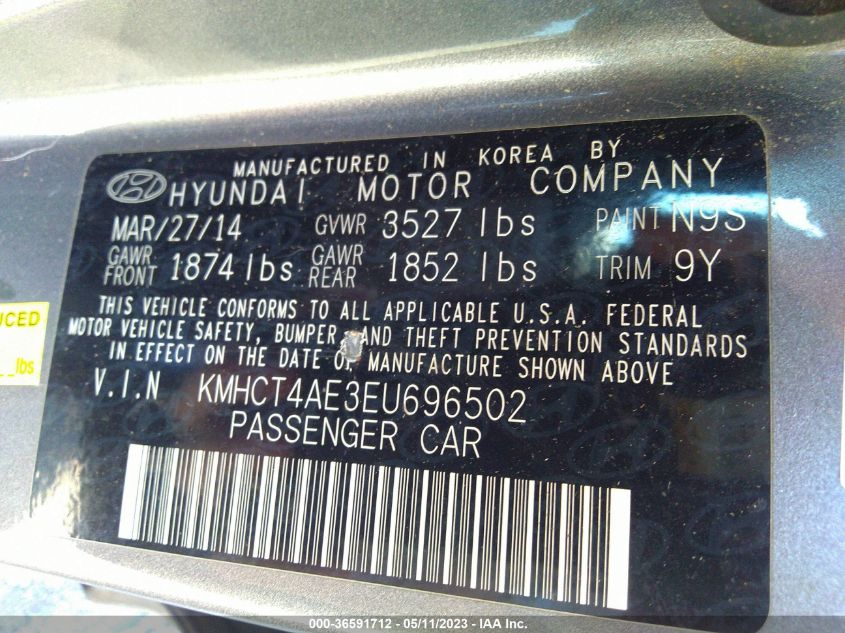 MANUFACTURED IN KOREA BY
HYUNDAI MOTOR COMPANY
MAR/27/14 GVWR 3527 lbs PAINT N9S
GAWR FRONT 1874 lbs GAWR REAR 1852 lbs TRIM 9Y
THIS VEHICLE CONFORMS TO ALL APPLICABLE U.S.A. FEDERAL
MOTOR VEHICLE SAFETY, BUMPER AND THEFT PREVENTION STANDARDS
IN EFFECT ON THE DATE OF MANUFACTURE SHOWN ABOVE
V.I.N KMHCT4AE3EU696502
PASSENGER CAR
UCED
lbs
000-36591712 - 05/11/2023 - IAA Inc.